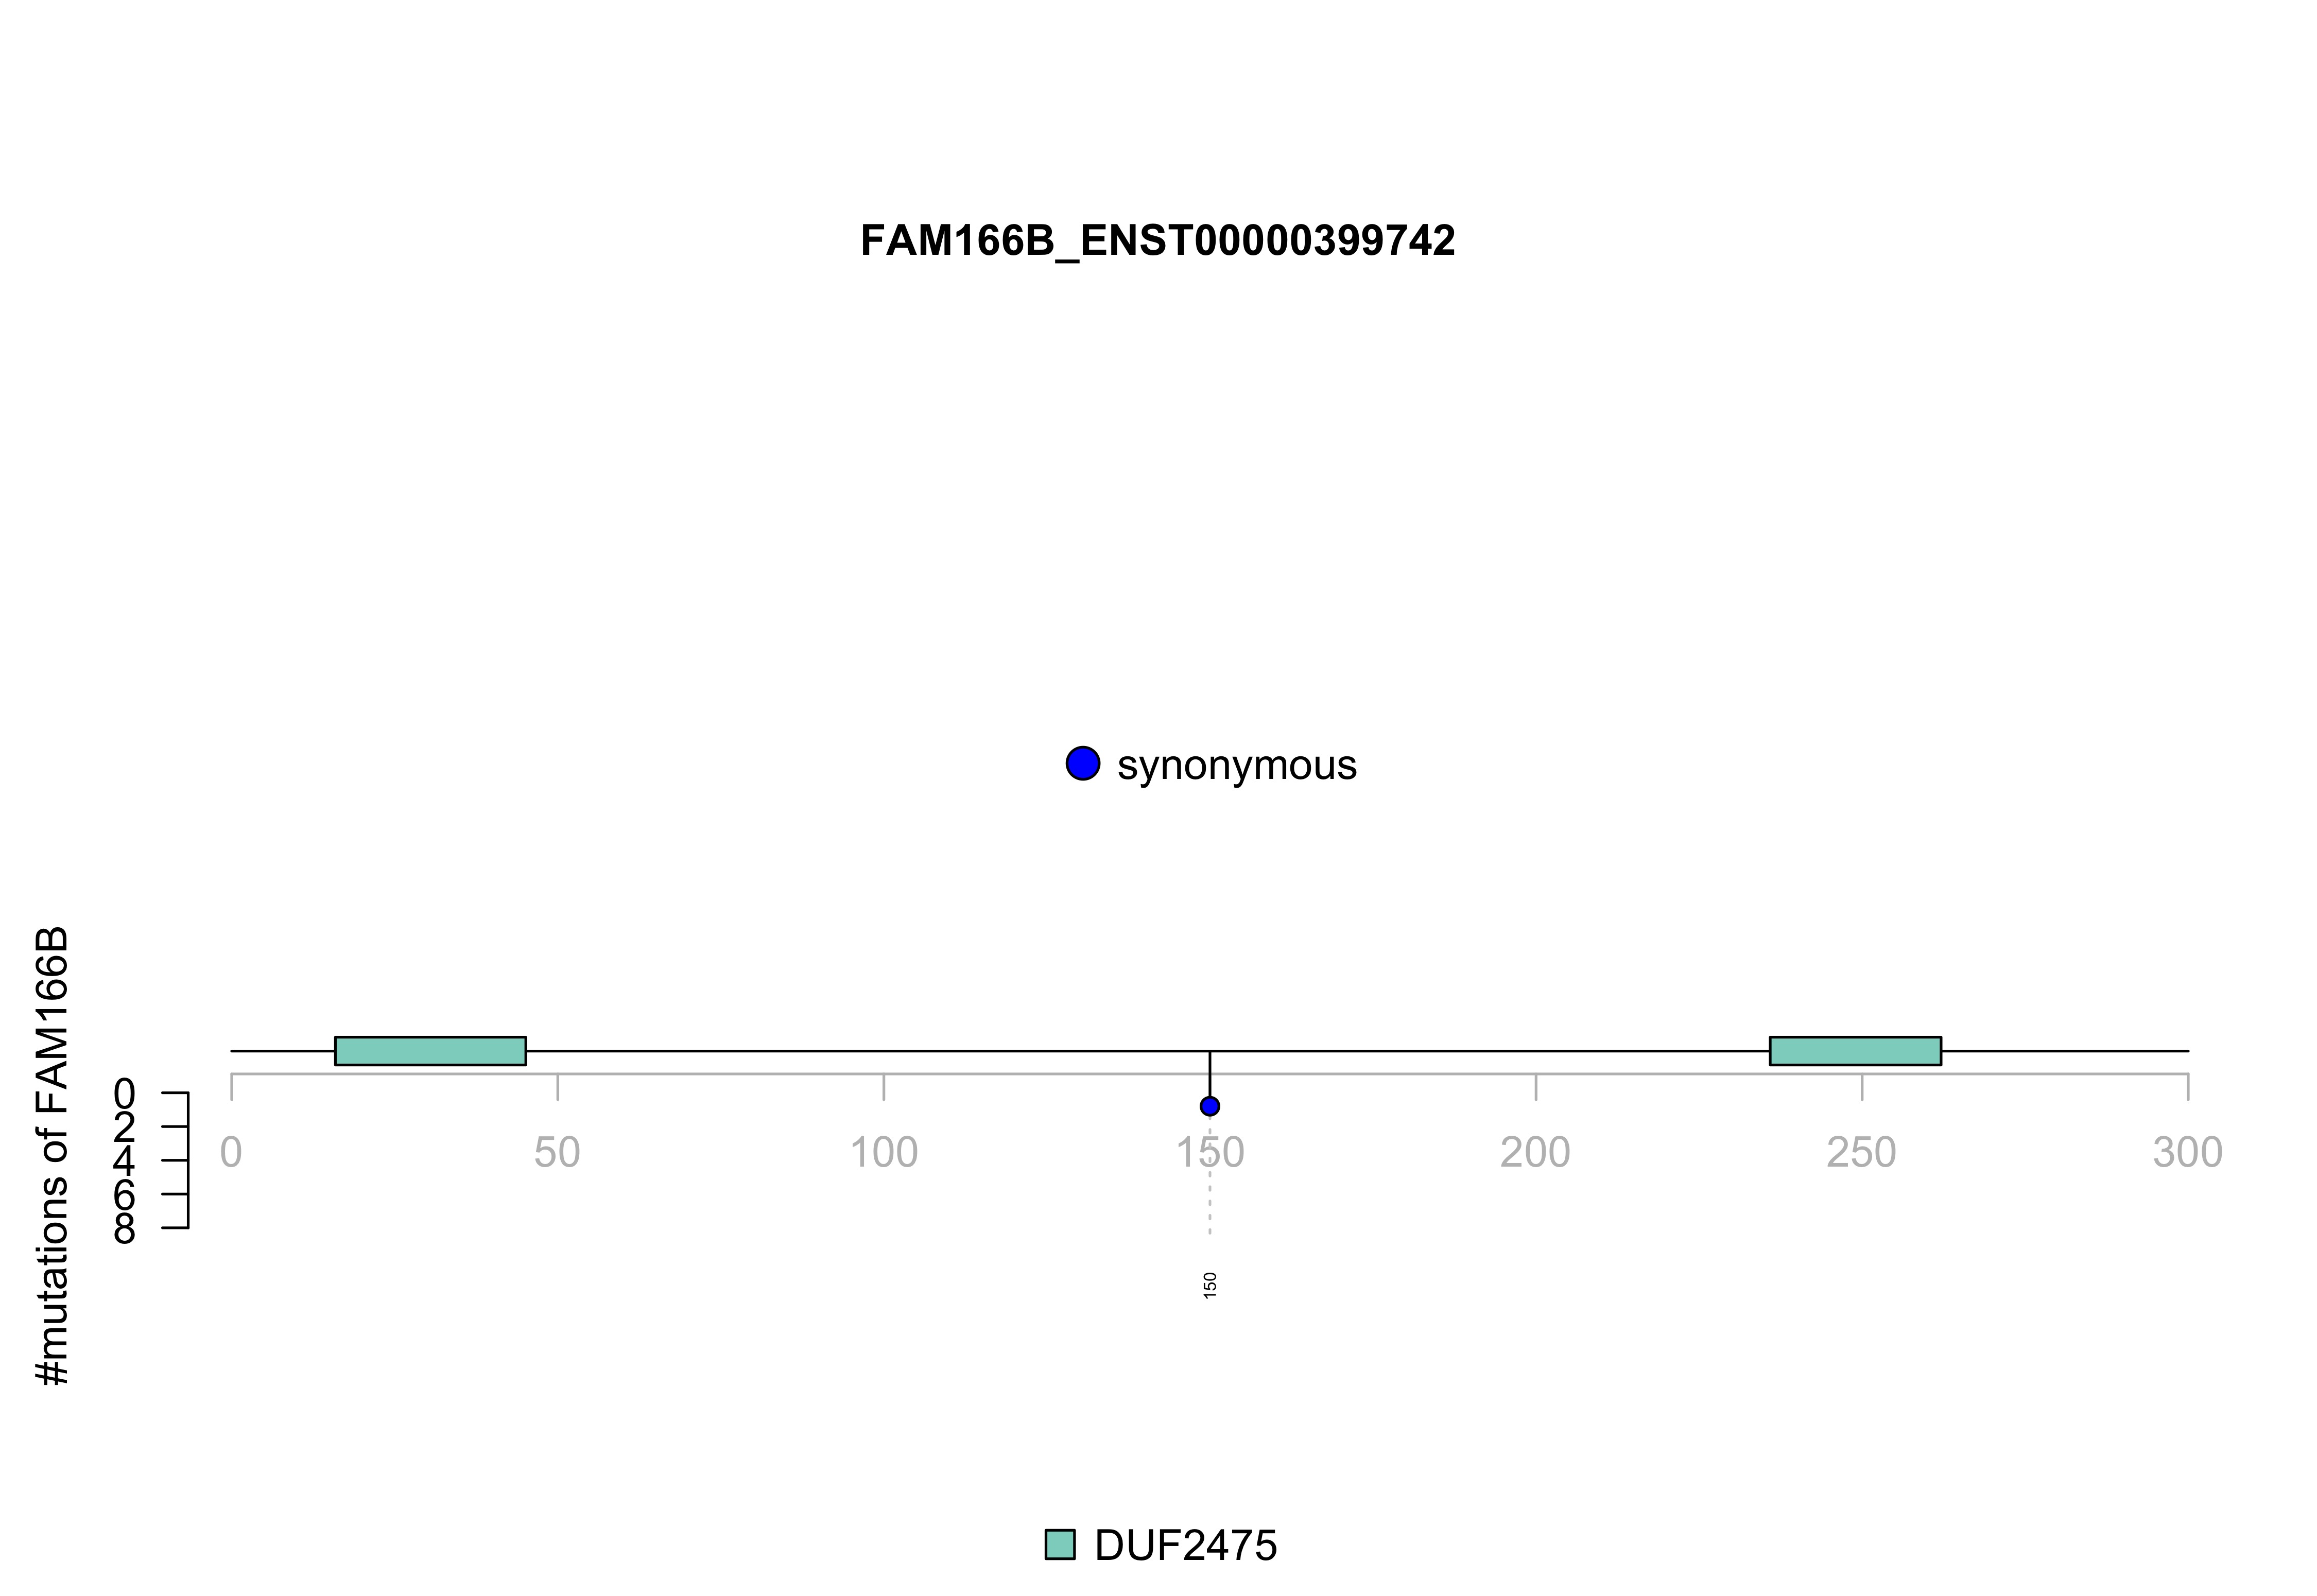 FAM166B_ENST00000399742
synonymous
#mutations of FAM166B
0
2
4
6
8
0 50 100 150 200 250 300
150
DUF2475